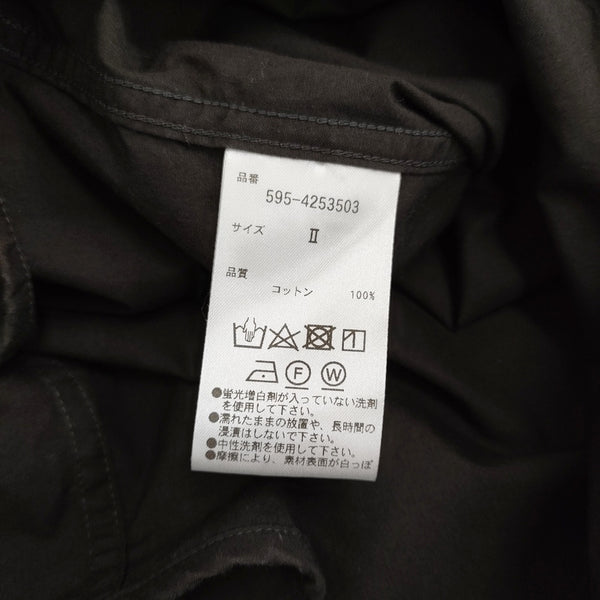 品番
595-4253503
サイズ Ⅱ
品質
コットン 100%
F W
●蛍光増白剤が入っていない洗剤
を使用して下さい。
●濡れたままの放置や、長時間の
浸漬はしないで下さい。
●中性洗剤を使用して下さい。
●摩擦により、素材表面が白っぽ